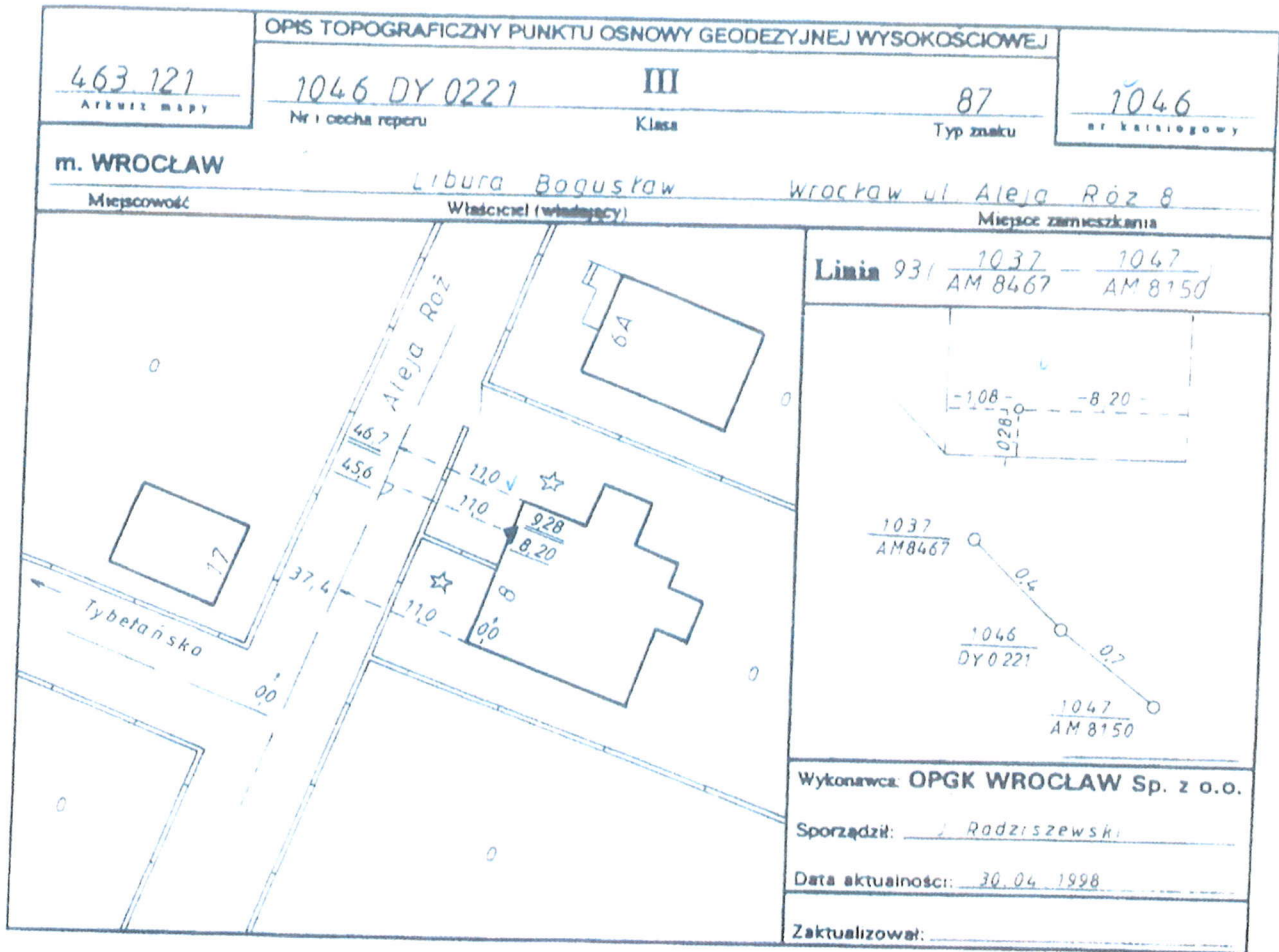 OPIS TOPOGRAFICZNY PUNKTU OSNOWY GEODEZYJNEJ WYSOKOŚCIOWEJ
463.121
Arkusz mapy
1046 DY 0221
Nr i cecha reperu
III
Klasa
87
Typ znaku
1046
nr katalogowy
m. WROCŁAW
Miejscowość
Libura Bogusław
Właściciel (władający)
Wrocław ul. Aleja Róż 8
Miejsce zamieszkania
Linia 93/ 1037 - 1047
AM 8467 AM 8150
Aleja Róż
6A
46,7
45,6
11,0
11,0
9,28
8,20
17
37,4
11,0
8
0,0
Tybetańska
0,0
-1,08- -8,20-
0,28
1037
AM8467
0,4
1046
DY 0221
0,7
1047
AM 8150
Wykonawca: OPGK WROCŁAW Sp. z o.o.
Sporządził: Radziszewski
Data aktualności: 30.04.1998
Zaktualizował: